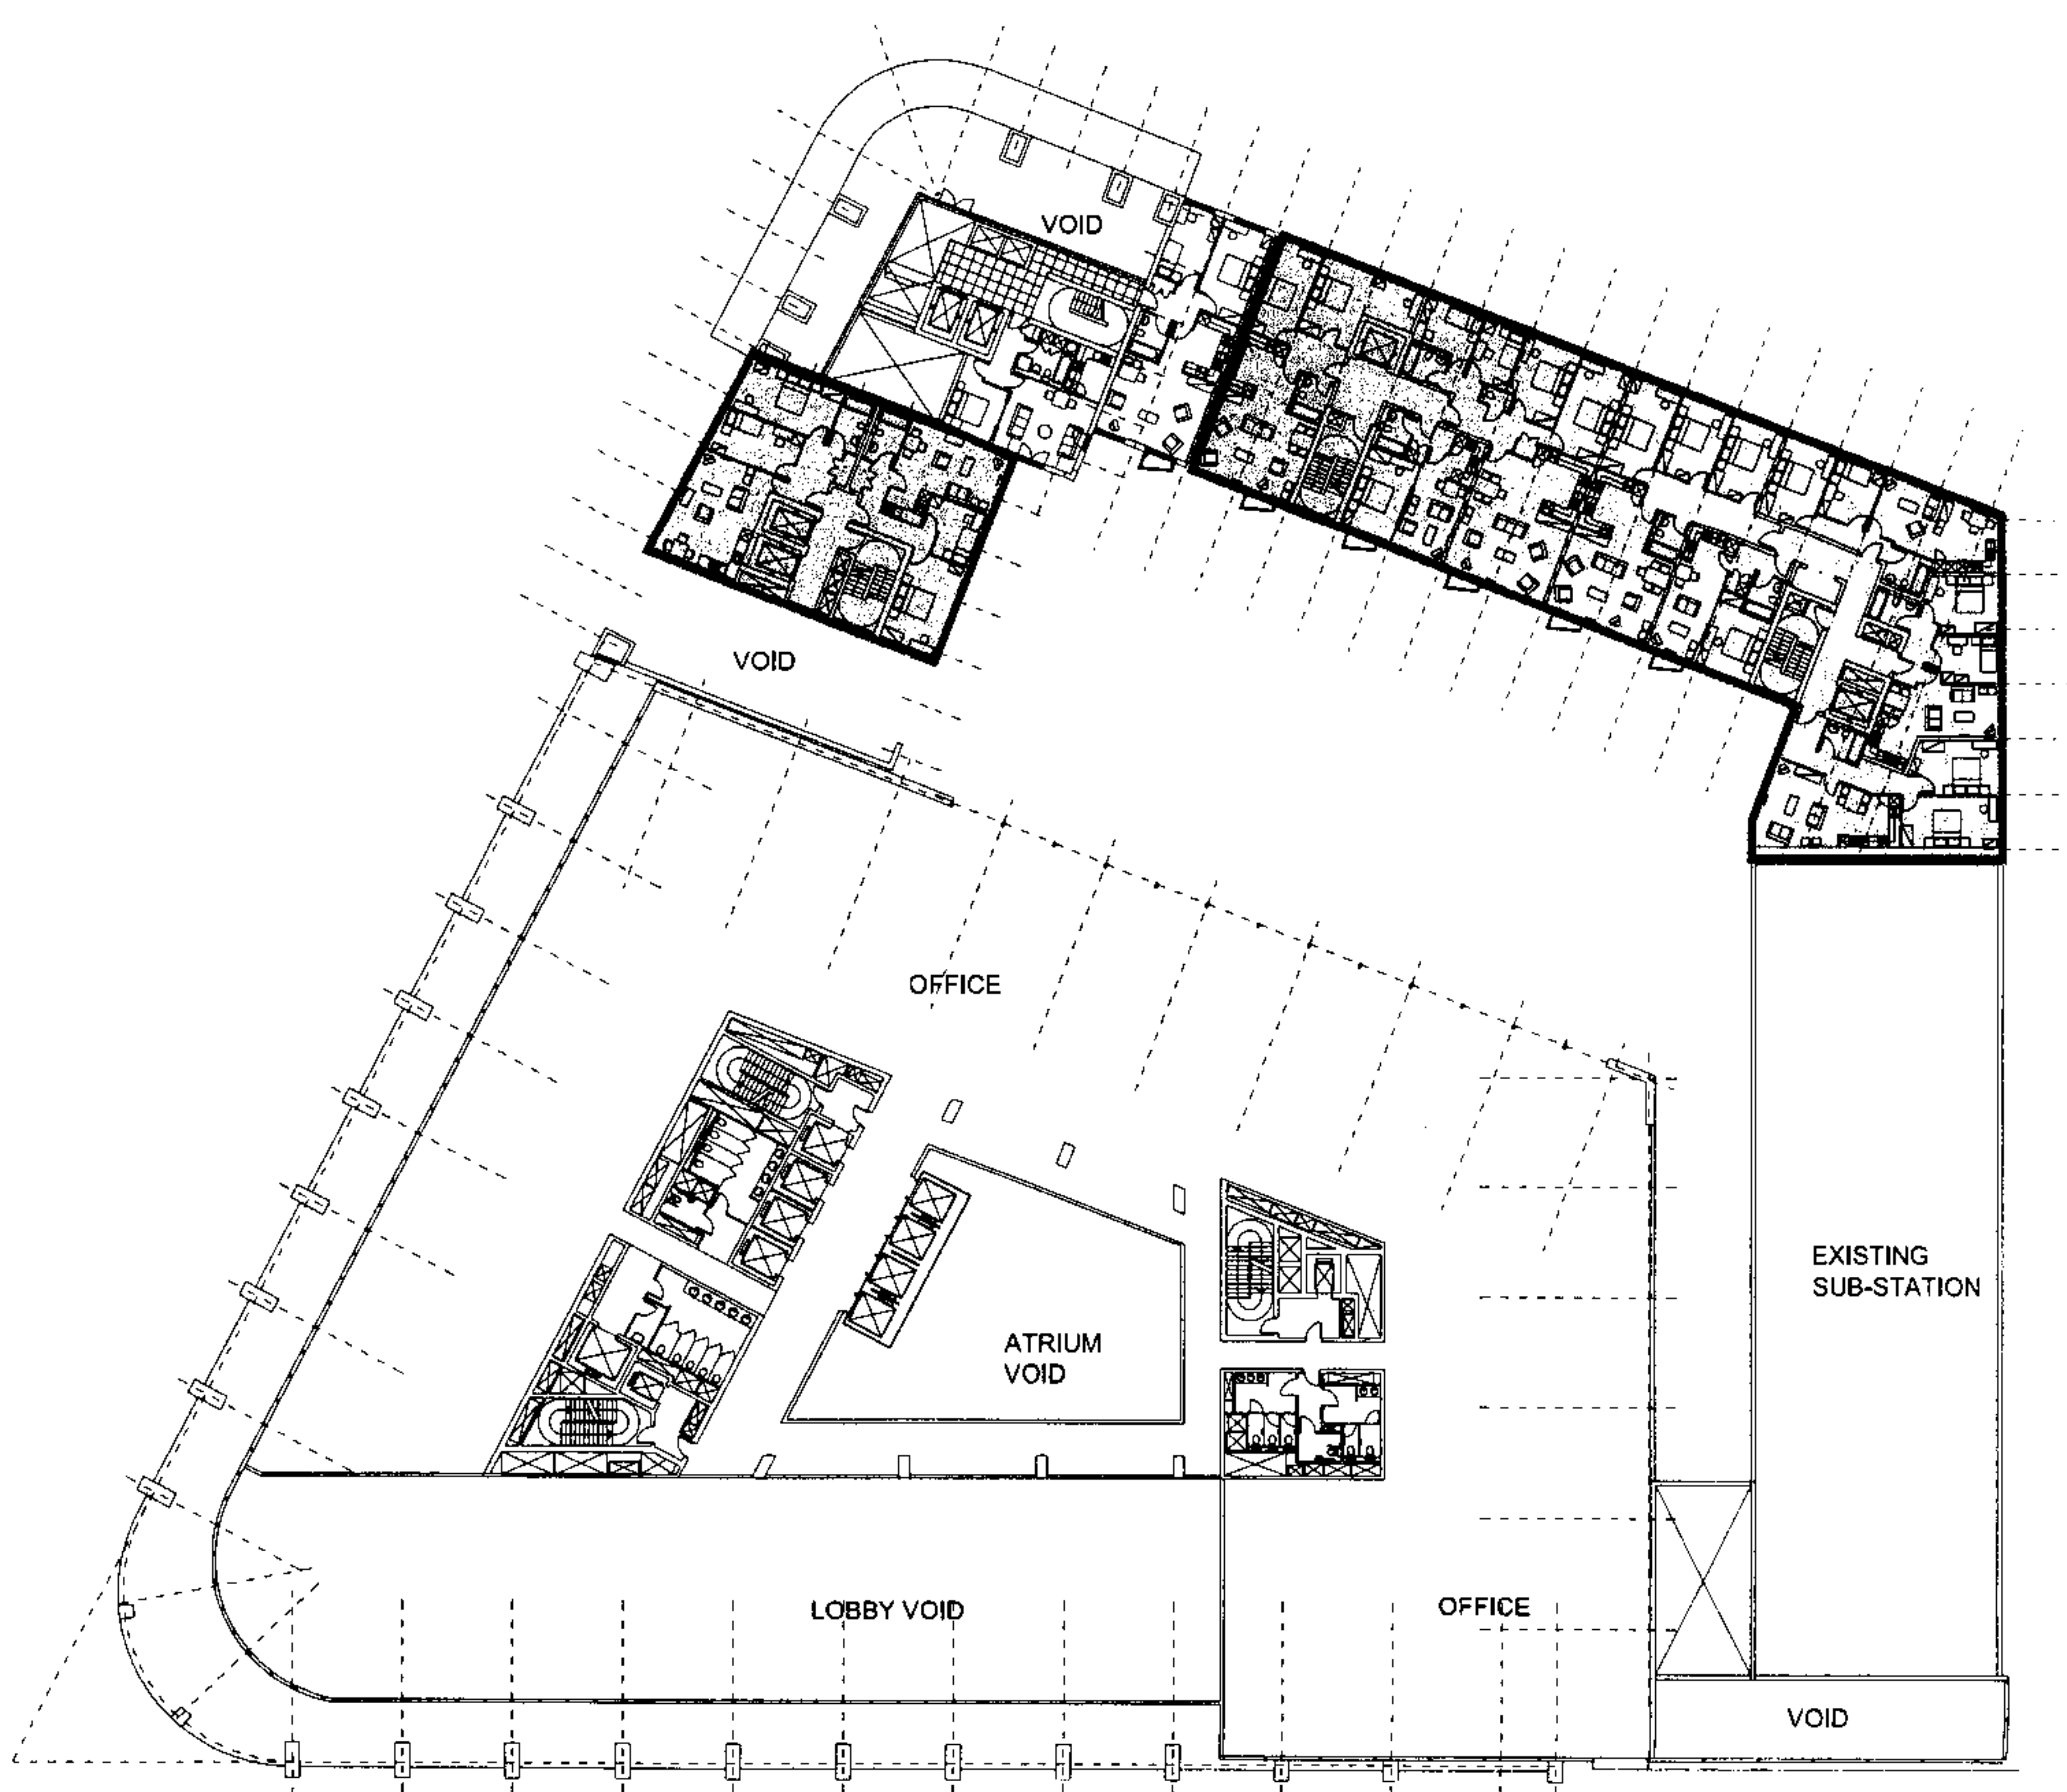 VOID
VOID
OFFICE
EXISTING
SUB-STATION
ATRIUM
VOID
LOBBY VOID
OFFICE
VOID